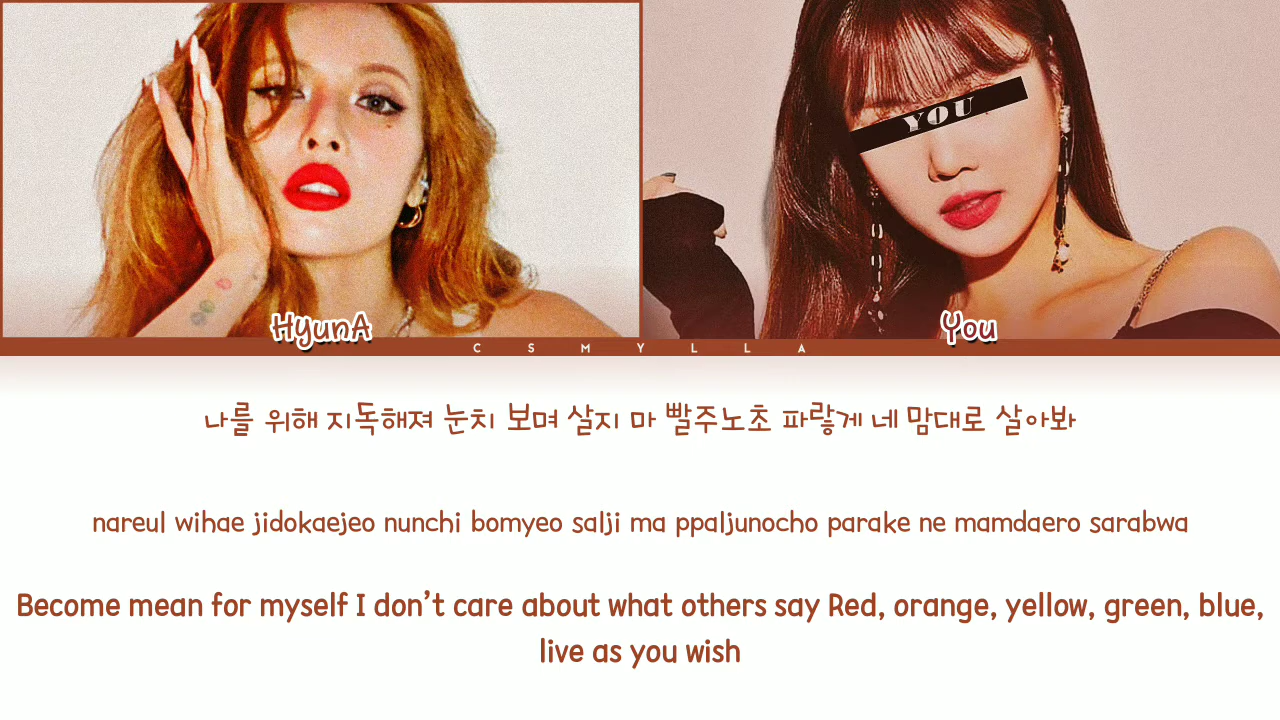 YOU
HyunA
You
CSMYLLA
나를 위해 지독해져 눈치 보며 살지 마 빨주노초 파랗게 네 맘대로 살아봐
nareul wihae jidokaejeo nunchi bomyeo salji ma ppaljunocho parake ne mamdaero sarabwa
Become mean for myself I don’t care about what others say Red, orange, yellow, green, blue,
live as you wish